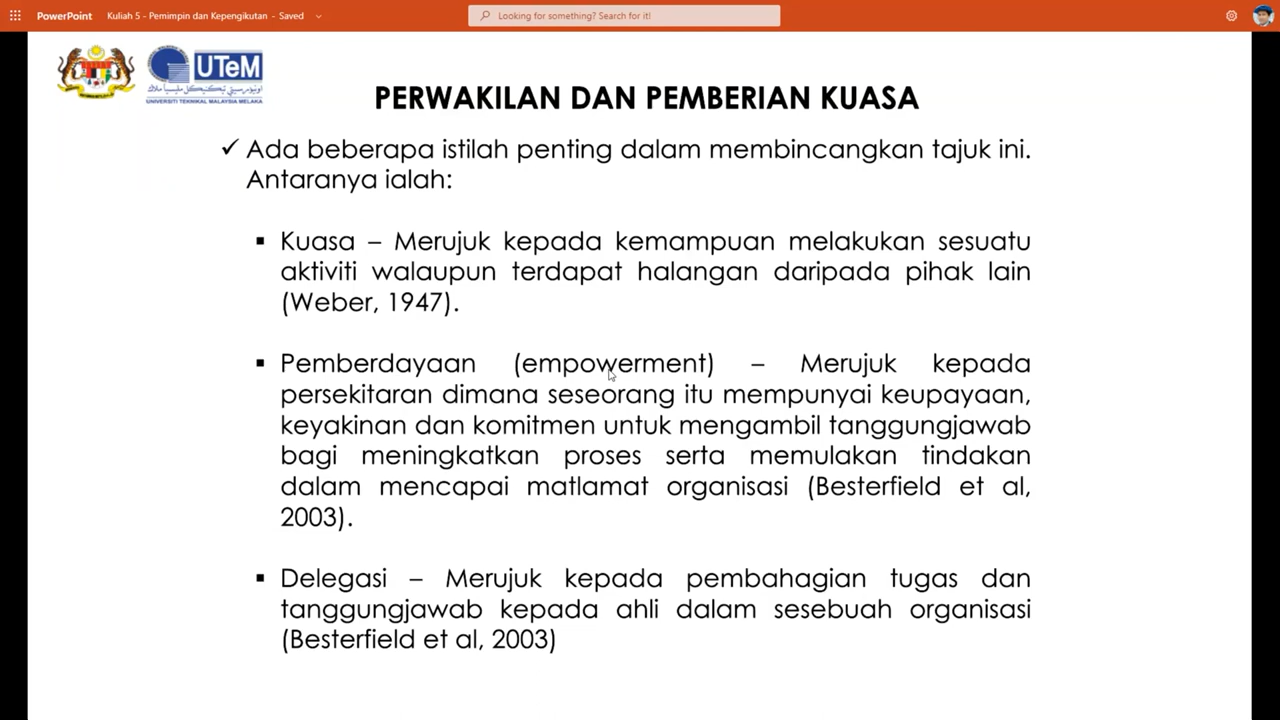 PowerPoint Kuliah 5 - Pemimpin dan Kepengikutan - Saved
Looking for something? Search for it!
UTeM
UNIVERSITI TEKNIKAL MALAYSIA MELAKA
PERWAKILAN DAN PEMBERIAN KUASA
✓ Ada beberapa istilah penting dalam membincangkan tajuk ini.
Antaranya ialah:
▪ Kuasa – Merujuk kepada kemampuan melakukan sesuatu
aktiviti walaupun terdapat halangan daripada pihak lain
(Weber, 1947).
▪ Pemberdayaan (empowerment) – Merujuk kepada
persekitaran dimana seseorang itu mempunyai keupayaan,
keyakinan dan komitmen untuk mengambil tanggungjawab
bagi meningkatkan proses serta memulakan tindakan
dalam mencapai matlamat organisasi (Besterfield et al,
2003).
▪ Delegasi – Merujuk kepada pembahagian tugas dan
tanggungjawab kepada ahli dalam sesebuah organisasi
(Besterfield et al, 2003)